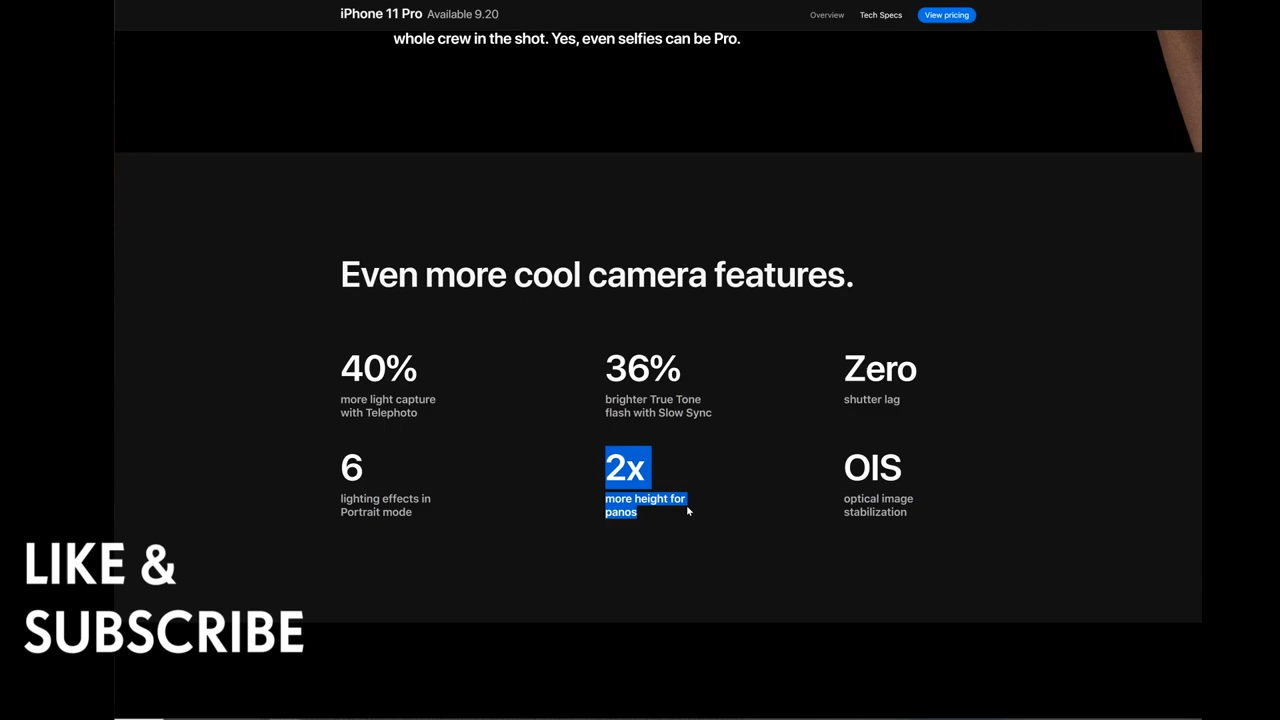 iPhone 11 Pro Available 9.20
Overview Tech Specs View pricing
whole crew in the shot. Yes, even selfies can be Pro.
Even more cool camera features.
40%
more light capture
with Telephoto
36%
brighter True Tone
flash with Slow Sync
Zero
shutter lag
6
lighting effects in
Portrait mode
2x
more height for
panos
OIS
optical image
stabilization
LIKE &
SUBSCRIBE